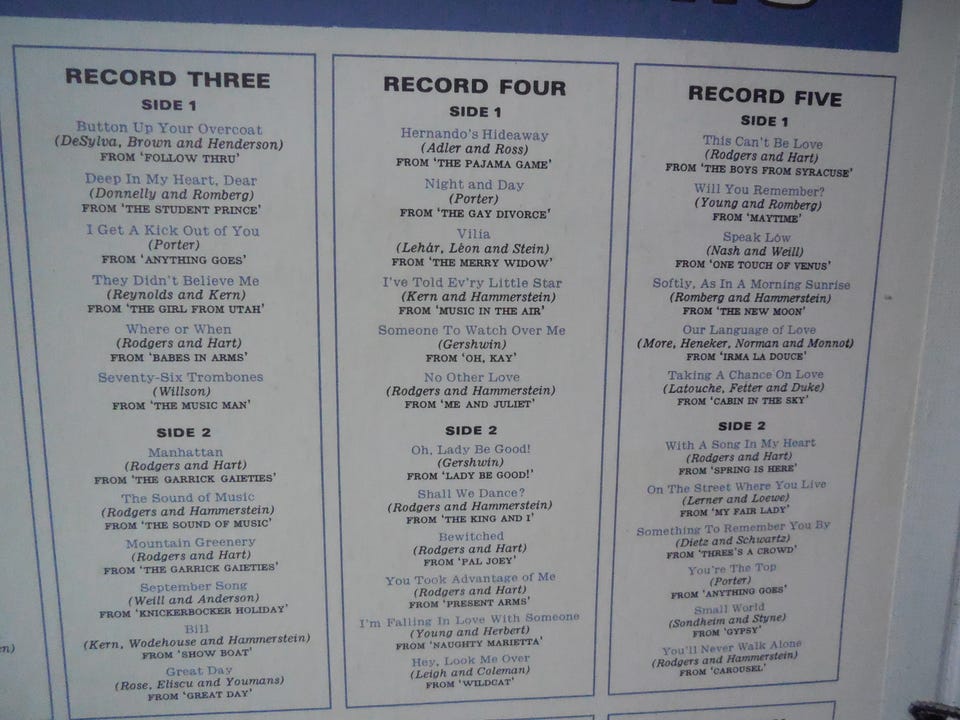 RECORD THREE
SIDE 1
Button Up Your Overcoat
(DeSylva, Brown and Henderson)
FROM 'FOLLOW THRU'
Deep In My Heart, Dear
(Donnelly and Romberg)
FROM 'THE STUDENT PRINCE'
I Get A Kick Out of You
(Porter)
FROM 'ANYTHING GOES'
They Didn't Believe Me
(Reynolds and Kern)
FROM 'THE GIRL FROM UTAH'
Where or When
(Rodgers and Hart)
FROM 'BABES IN ARMS'
Seventy-Six Trombones
(Willson)
FROM 'THE MUSIC MAN'
SIDE 2
Manhattan
(Rodgers and Hart)
FROM 'THE GARRICK GAIETIES'
The Sound of Music
(Rodgers and Hammerstein)
FROM 'THE SOUND OF MUSIC'
Mountain Greenery
(Rodgers and Hart)
FROM 'THE GARRICK GAIETIES'
September Song
(Weill and Anderson)
FROM 'KNICKERBOCKER HOLIDAY'
Bill
(Kern, Wodehouse and Hammerstein)
FROM 'SHOW BOAT'
Great Day
(Rose, Eliscu and Youmans)
FROM 'GREAT DAY'
RECORD FOUR
SIDE 1
Hernando's Hideaway
(Adler and Ross)
FROM 'THE PAJAMA GAME'
Night and Day
(Porter)
FROM 'THE GAY DIVORCE'
Vilia
(Lehár, Lèon and Stein)
FROM 'THE MERRY WIDOW'
I've Told Ev'ry Little Star
(Kern and Hammerstein)
FROM 'MUSIC IN THE AIR'
Someone To Watch Over Me
(Gershwin)
FROM 'OH, KAY'
No Other Love
(Rodgers and Hammerstein)
FROM 'ME AND JULIET'
SIDE 2
Oh, Lady Be Good!
(Gershwin)
FROM 'LADY BE GOOD!'
Shall We Dance?
(Rodgers and Hammerstein)
FROM 'THE KING AND I'
Bewitched
(Rodgers and Hart)
FROM 'PAL JOEY'
You Took Advantage of Me
(Rodgers and Hart)
FROM 'PRESENT ARMS'
I'm Falling In Love With Someone
(Young and Herbert)
FROM 'NAUGHTY MARIETTA'
Hey, Look Me Over
(Leigh and Coleman)
FROM 'WILDCAT'
RECORD FIVE
SIDE 1
This Can't Be Love
(Rodgers and Hart)
FROM 'THE BOYS FROM SYRACUSE'
Will You Remember?
(Young and Romberg)
FROM 'MAYTIME'
Speak Low
(Nash and Weill)
FROM 'ONE TOUCH OF VENUS'
Softly, As In A Morning Sunrise
(Romberg and Hammerstein)
FROM 'THE NEW MOON'
Our Language of Love
(More, Heneker, Norman and Monnot)
FROM 'IRMA LA DOUCE'
Taking A Chance On Love
(Latouche, Fetter and Duke)
FROM 'CABIN IN THE SKY'
SIDE 2
With A Song In My Heart
(Rodgers and Hart)
FROM 'SPRING IS HERE'
On The Street Where You Live
(Lerner and Loewe)
FROM 'MY FAIR LADY'
Something To Remember You By
(Dietz and Schwartz)
FROM 'THREE'S A CROWD'
You're The Top
(Porter)
FROM 'ANYTHING GOES'
Small World
(Sondheim and Styne)
FROM 'GYPSY'
You'll Never Walk Alone
(Rodgers and Hammerstein)
FROM 'CAROUSEL'